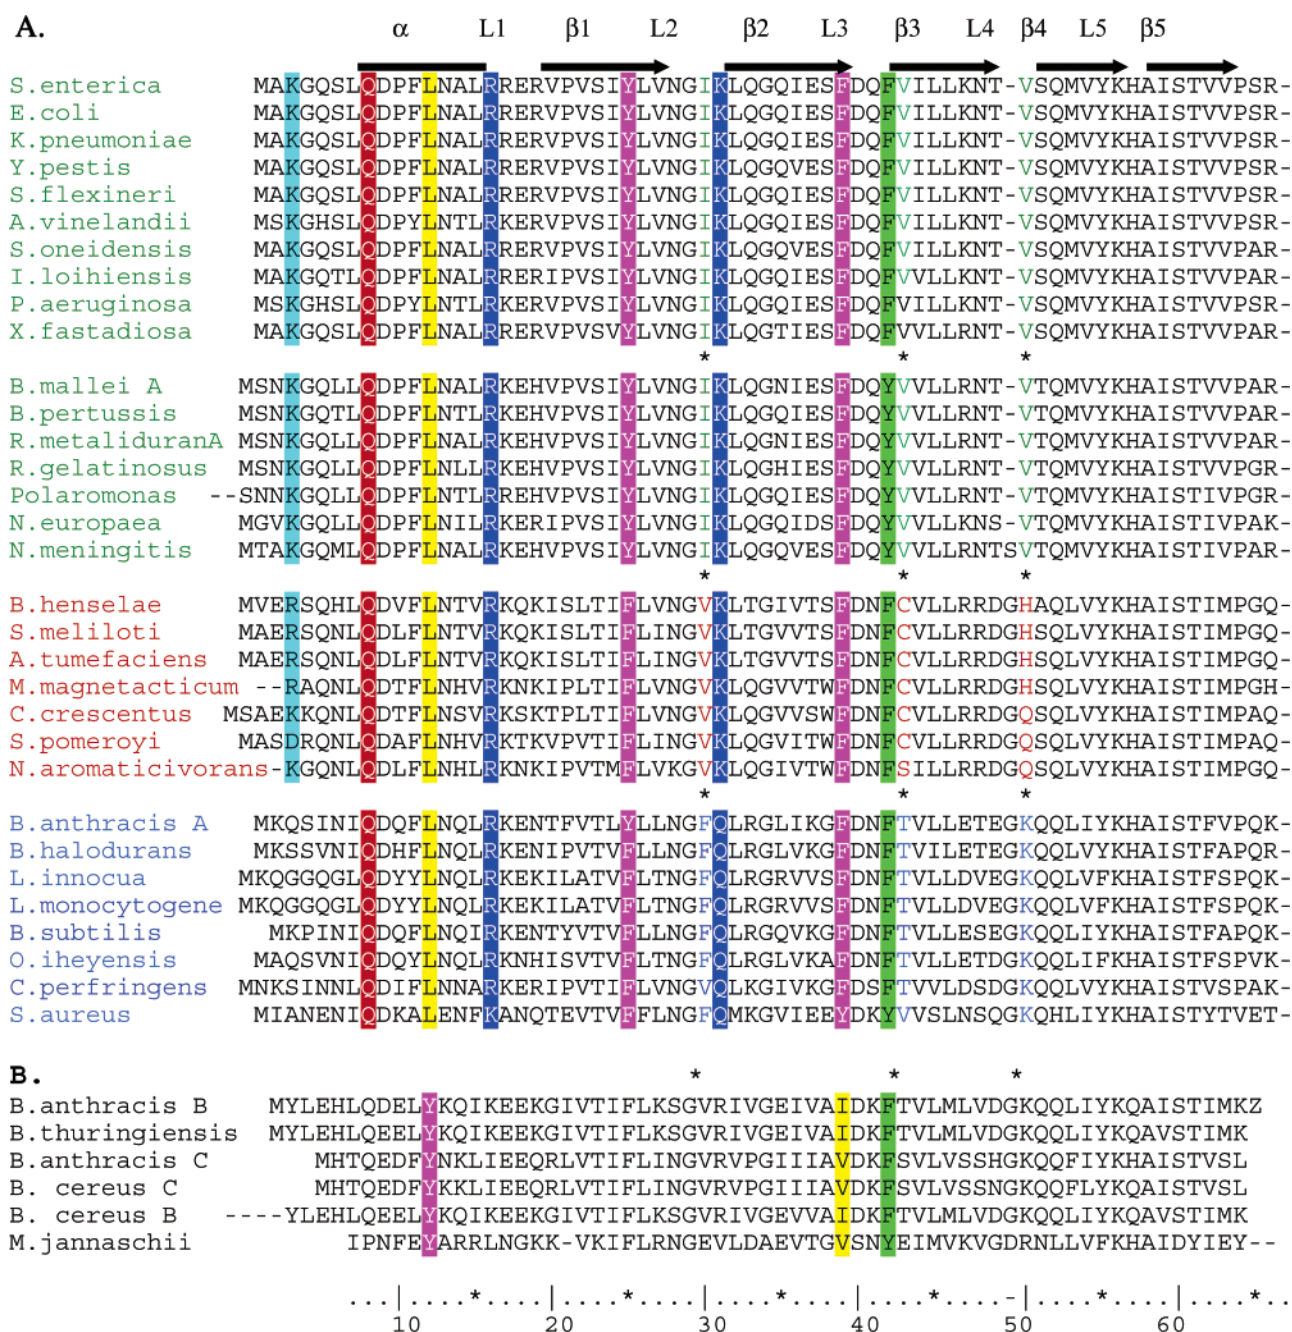 A. α L1 β1 L2 β2 L3 β3 L4 β4 L5 β5
S.enterica MAKGQSLQDPFLNALRRERVPVSIYLVNGIKLQGQIESFDQFVILLKNT-VSQMVYKHAISTVVPSR-
E.coli MAKGQSLQDPFLNALRRERVPVSIYLVNGIKLQGQIESFDQFVILLKNT-VSQMVYKHAISTVVPSR-
K.pneumoniae MAKGQSLQDPFLNALRRERVPVSIYLVNGIKLQGQIESFDQFVILLKNT-VSQMVYKHAISTVVPSR-
Y.pestis MAKGQSLQDPFLNALRRERVPVSIYLVNGIKLQGQVESFDQFVILLKNT-VSQMVYKHAISTVVPSR-
S.flexineri MAKGQSLQDPFLNALRRERVPVSIYLVNGIKLQGQIESFDQFVILLKNT-VSQMVYKHAISTVVPSR-
A.vinelandii MSKGHSLQDPYLNTLRKERVPVSIYLVNGIKLQGQIESFDQFVILLKNT-VSQMVYKHAISTVVPSR-
S.oneidensis MAKGQSLQDPFLNALRRERVPVSIYLVNGIKLQGQVESFDQFVILLKNT-VSQMVYKHAISTVVPAR-
I.loihiensis MAKGQTLQDPFLNALRRERIPVSIYLVNGIKLQGQIESFDQFVVLLKNT-VSQMVYKHAISTVVPAR-
P.aeruginosa MSKGHSLQDPYLNTLRKERVPVSIYLVNGIKLQGQIESFDQFVILLKNT-VSQMVYKHAISTVVPSR-
X.fastadiosa MAKGQSLQDPFLNALRRERVPVSVYLVNGIKLQGTIESFDQFVVLLKNT-VSQMVYKHAISTVVPAR-
* * *
B.mallei A MSNKGQLLQDPFLNALRKEHVPVSIYLVNGIKLQGNIESFDQYVVLLRNT-VTQMVYKHAISTVVPAR-
B.pertussis MSNKGQTLQDPFLNTLRKEHVPVSIYLVNGIKLQGQIESFDQYVVLLRNT-VTQMVYKHAISTVVPAR-
R.metaliduranA MSNKGQLLQDPFLNALRKEHVPVSIYLVNGIKLQGNIESFDQYVVLLRNT-VTQMVYKHAISTVVPAR-
R.gelatinosus MSNKGQLLQDPFLNLLRKEHVPVSIYLVNGIKLQGHIESFDQYVVLLRNT-VTQMVYKHAISTVVPGR-
Polaromonas --SNNKGQLLQDPFLNTLRREHVPVSIYLVNGIKLQGQIESFDQYVVLLRNT-VTQMVYKHAISTIVPGR-
N.europaea MGVKGQLLQDPFLNILRKERIPVSIYLVNGIKLQGQIDSFDQYVVLLKNS-VTQMVYKHAISTIVPAK-
N.meningitis MTAKGQMLQDPFLNALRKEHVPVSIYLVNGIKLQGQVESFDQYVVLLRNTSVTQMVYKHAISTIVPAR-
* * *
B.henselae MVERSQHLQDVFLNTVRKQKISLTIFLVNGVKLTGIVTSFDNFCVLLRRDGHAQLVYKHAISTIMPGQ-
S.meliloti MAERSQNLQDLFLNTVRKQKISLTIFLINGVKLTGVVTSFDNFCVLLRRDGHSQLVYKHAISTIMPGQ-
A.tumefaciens MAERSQNLQDLFLNTVRKQKISLTIFLINGVKLTGVVTSFDNFCVLLRRDGHSQLVYKHAISTIMPGQ-
M.magnetacticum --RAQNLQDTFLNHVRKNKIPLTIFLVNGVKLQGVVTWFDNFCVLLRRDGHSQLVYKHAISTIMPGH-
C.crescentus MSAEKKQNLQDTFLNSVRKSKTPLTIFLVNGVKLQGVVSWFDNFCVLLRRDGQSQLVYKHAISTIMPAQ-
S.pomeroyi MASDRQNLQDAFLNHVRKTKVPVTIFLINGVKLQGVITWFDNFCVLLRRDGQSQLVYKHAISTIMPAQ-
N.aromaticivorans-KGQNLQDLFLNHLRKNKIPVTMFLVKGVKLQGIVTWFDNFSILLRRDGQSQLVYKHAISTIMPGQ-
* * *
B.anthracis A MKQSINIQDQFLNQLRKENTFVTLYLLNGFQLRGLIKGFDNFTVLLETEGKQQLIYKHAISTFVPQK-
B.halodurans MKSSVNIQDHFLNQLRKENIPVTVFLLNGFQLRGLVKGFDNFTVILETEGKQQLVYKHAISTFAPQR-
L.innocua MKQGGQGLQDYYLNQLRKEKILATVFLTNGFQLRGRVVSFDNFTVLLDVEGKQQLVFKHAISTFSPQK-
L.monocytogene MKQGGQGLQDYYLNQLRKEKILATVFLTNGFQLRGRVVSFDNFTVLLDVEGKQQLVFKHAISTFSPQK-
B.subtilis MKPINIQDQFLNQIRKENTYVTVFLLNGFQLRGQVKGFDNFTVLLESEGKQQLIYKHAISTFAPQK-
O.iheyensis MAQSVNIQDQYLNQLRKNHISVTVFLTNGFQLRGLVKAFDNFTVLLETDGKQQLIFKHAISTFSPVK-
C.perfringens MNKSINNLQDIFLNNARKERIPVTIFLVNGVQLKGIVKGFDSFTVVLDSDGKQQLVYKHAISTVSPAK-
S.aureus MIANENIQDKALENFKANQTEVTVFFLNGFQMKGVIEEYDKYVVSLNSQGKQHLIYKHAISTYTVET-
B. * * *
B.anthracis B MYLEHLQDELYKQIKEEKGIVTIFLKSGVRIVGEIVAIDKFTVLMLVDGKQQLIYKQAISTIMKZ
B.thuringiensis MYLEHLQEELYKQIKEEKGIVTIFLKSGVRIVGEIVAIDKFTVLMLVDGKQQLIYKQAVSTIMK
B.anthracis C MHTQEDFYNKLIEEQRLVTIFLINGVRVPGIIIAVDKFSVLVSSHGKQQFIYKQAISTVSL
B. cereus C MHTQEDFYKKLIEEQRLVTIFLINGVRVPGIIIAVDKFSVLVSSNGKQQFLYKQAISTVSL
B. cereus B ----YLEHLQEELYKQIKEEKGIVTIFLKSGVRIVGEVVAIDKFTVLMLVDGKQQLIYKQAISTIMK
M.jannaschii IPNFEYARRLNGKK-VKIFLRNGEVLDAEVTGVSNYEIMVKVGDRNLLVFKHAIDYIEY--
...|....*....|....*....|....*....|....*....-|....*....|....*..
10 20 30 40 50 60